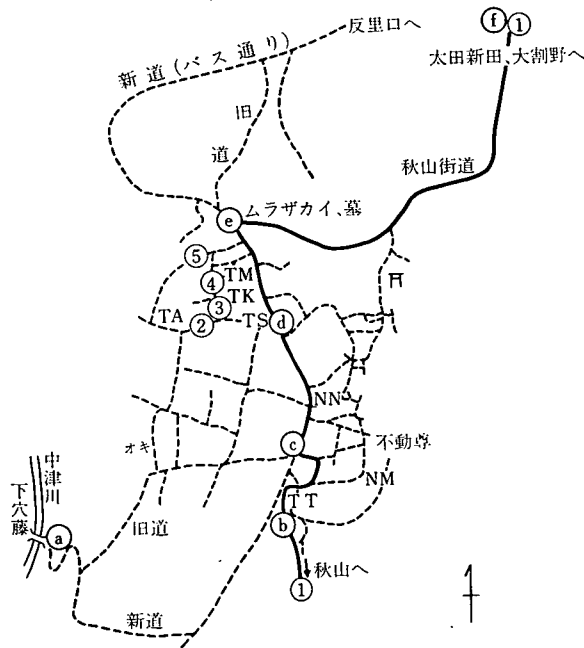 反里口へ
新道(バス通り)
旧道
ⓕ ①
太田新田、大割野へ
秋山街道
ⓔ ムラザカイ、墓
⑤
④ TM
③ TK
TA ② TS ⓓ
NN
ⓒ 不動尊
オキ
NM
TT
中津川
下穴藤
ⓐ
旧道
ⓑ
秋山へ
①
新道